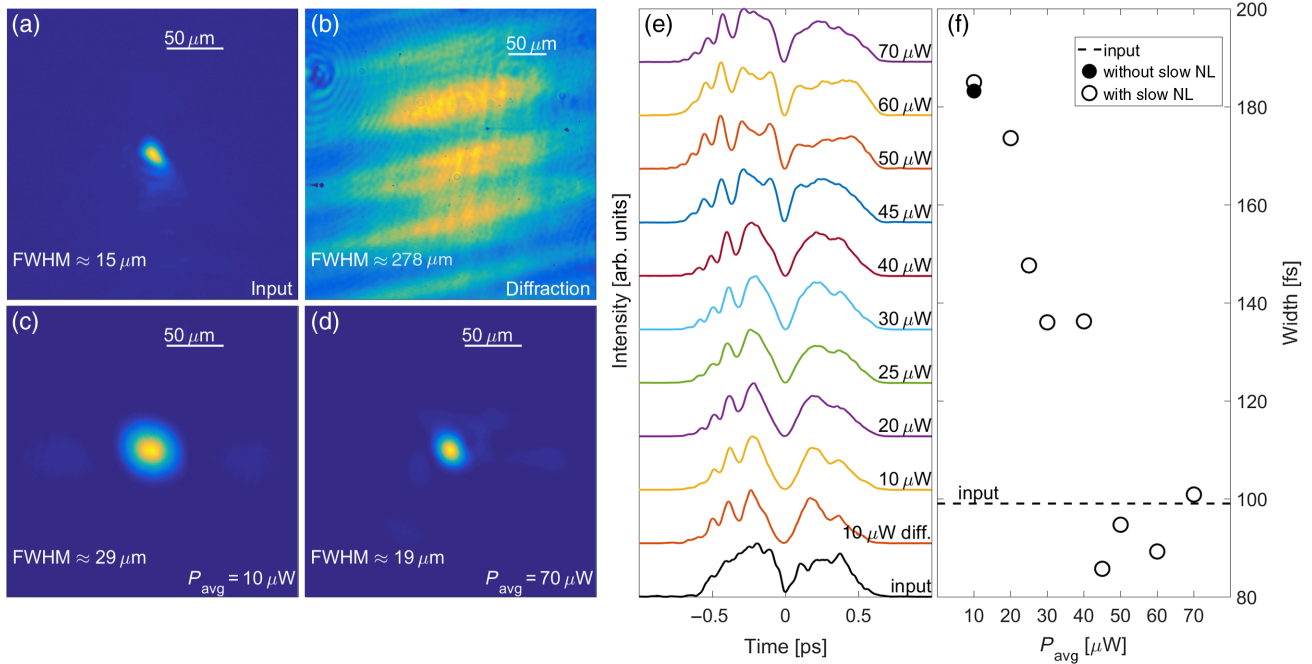 (a)
50 μm
FWHM ≈ 15 μm
Input
(b)
50 μm
FWHM ≈ 278 μm
Diffraction
(c)
50 μm
FWHM ≈ 29 μm
Pavg = 10 μW
(d)
50 μm
FWHM ≈ 19 μm
Pavg = 70 μW
(e)
Intensity [arb. units]
70 μW
60 μW
50 μW
45 μW
40 μW
30 μW
25 μW
20 μW
10 μW
10 μW diff.
input
−0.5 0 0.5
Time [ps]
(f)
input
without slow NL
with slow NL
input
200
180
160
140
120
100
80
Width [fs]
10 20 30 40 50 60 70
Pavg [μW]